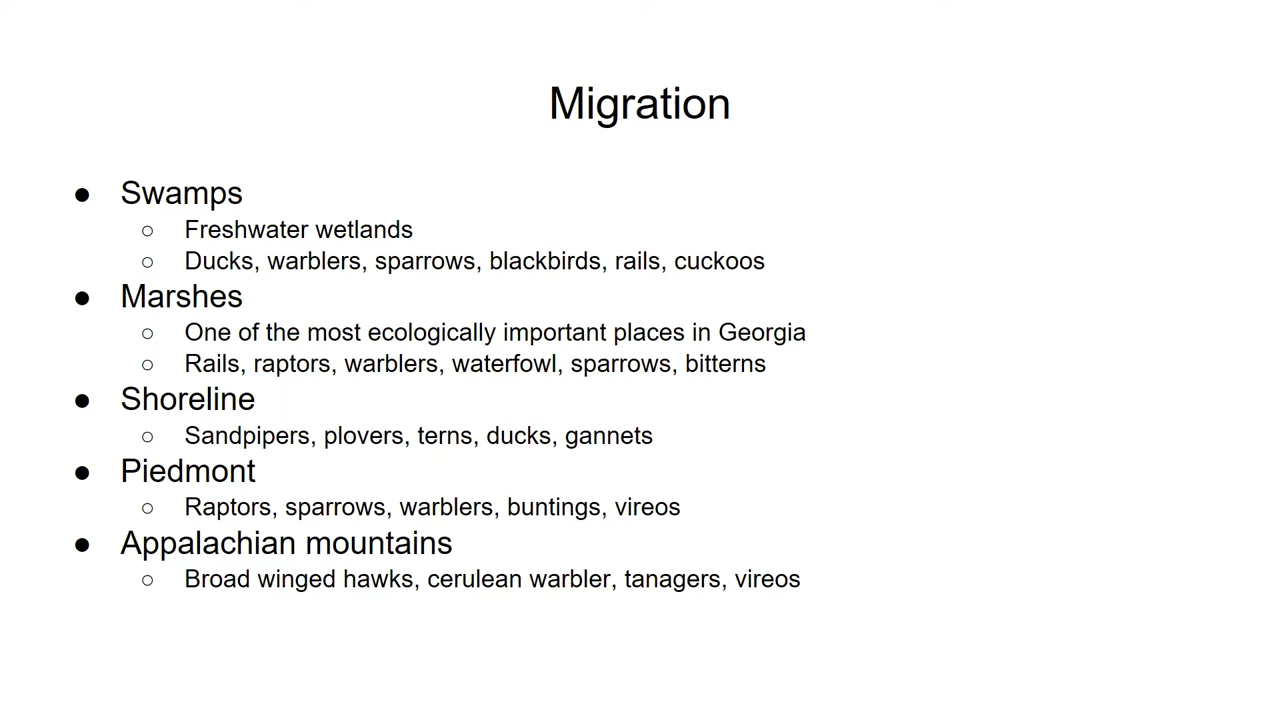 Migration
● Swamps
○ Freshwater wetlands
○ Ducks, warblers, sparrows, blackbirds, rails, cuckoos
● Marshes
○ One of the most ecologically important places in Georgia
○ Rails, raptors, warblers, waterfowl, sparrows, bitterns
● Shoreline
○ Sandpipers, plovers, terns, ducks, gannets
● Piedmont
○ Raptors, sparrows, warblers, buntings, vireos
● Appalachian mountains
○ Broad winged hawks, cerulean warbler, tanagers, vireos